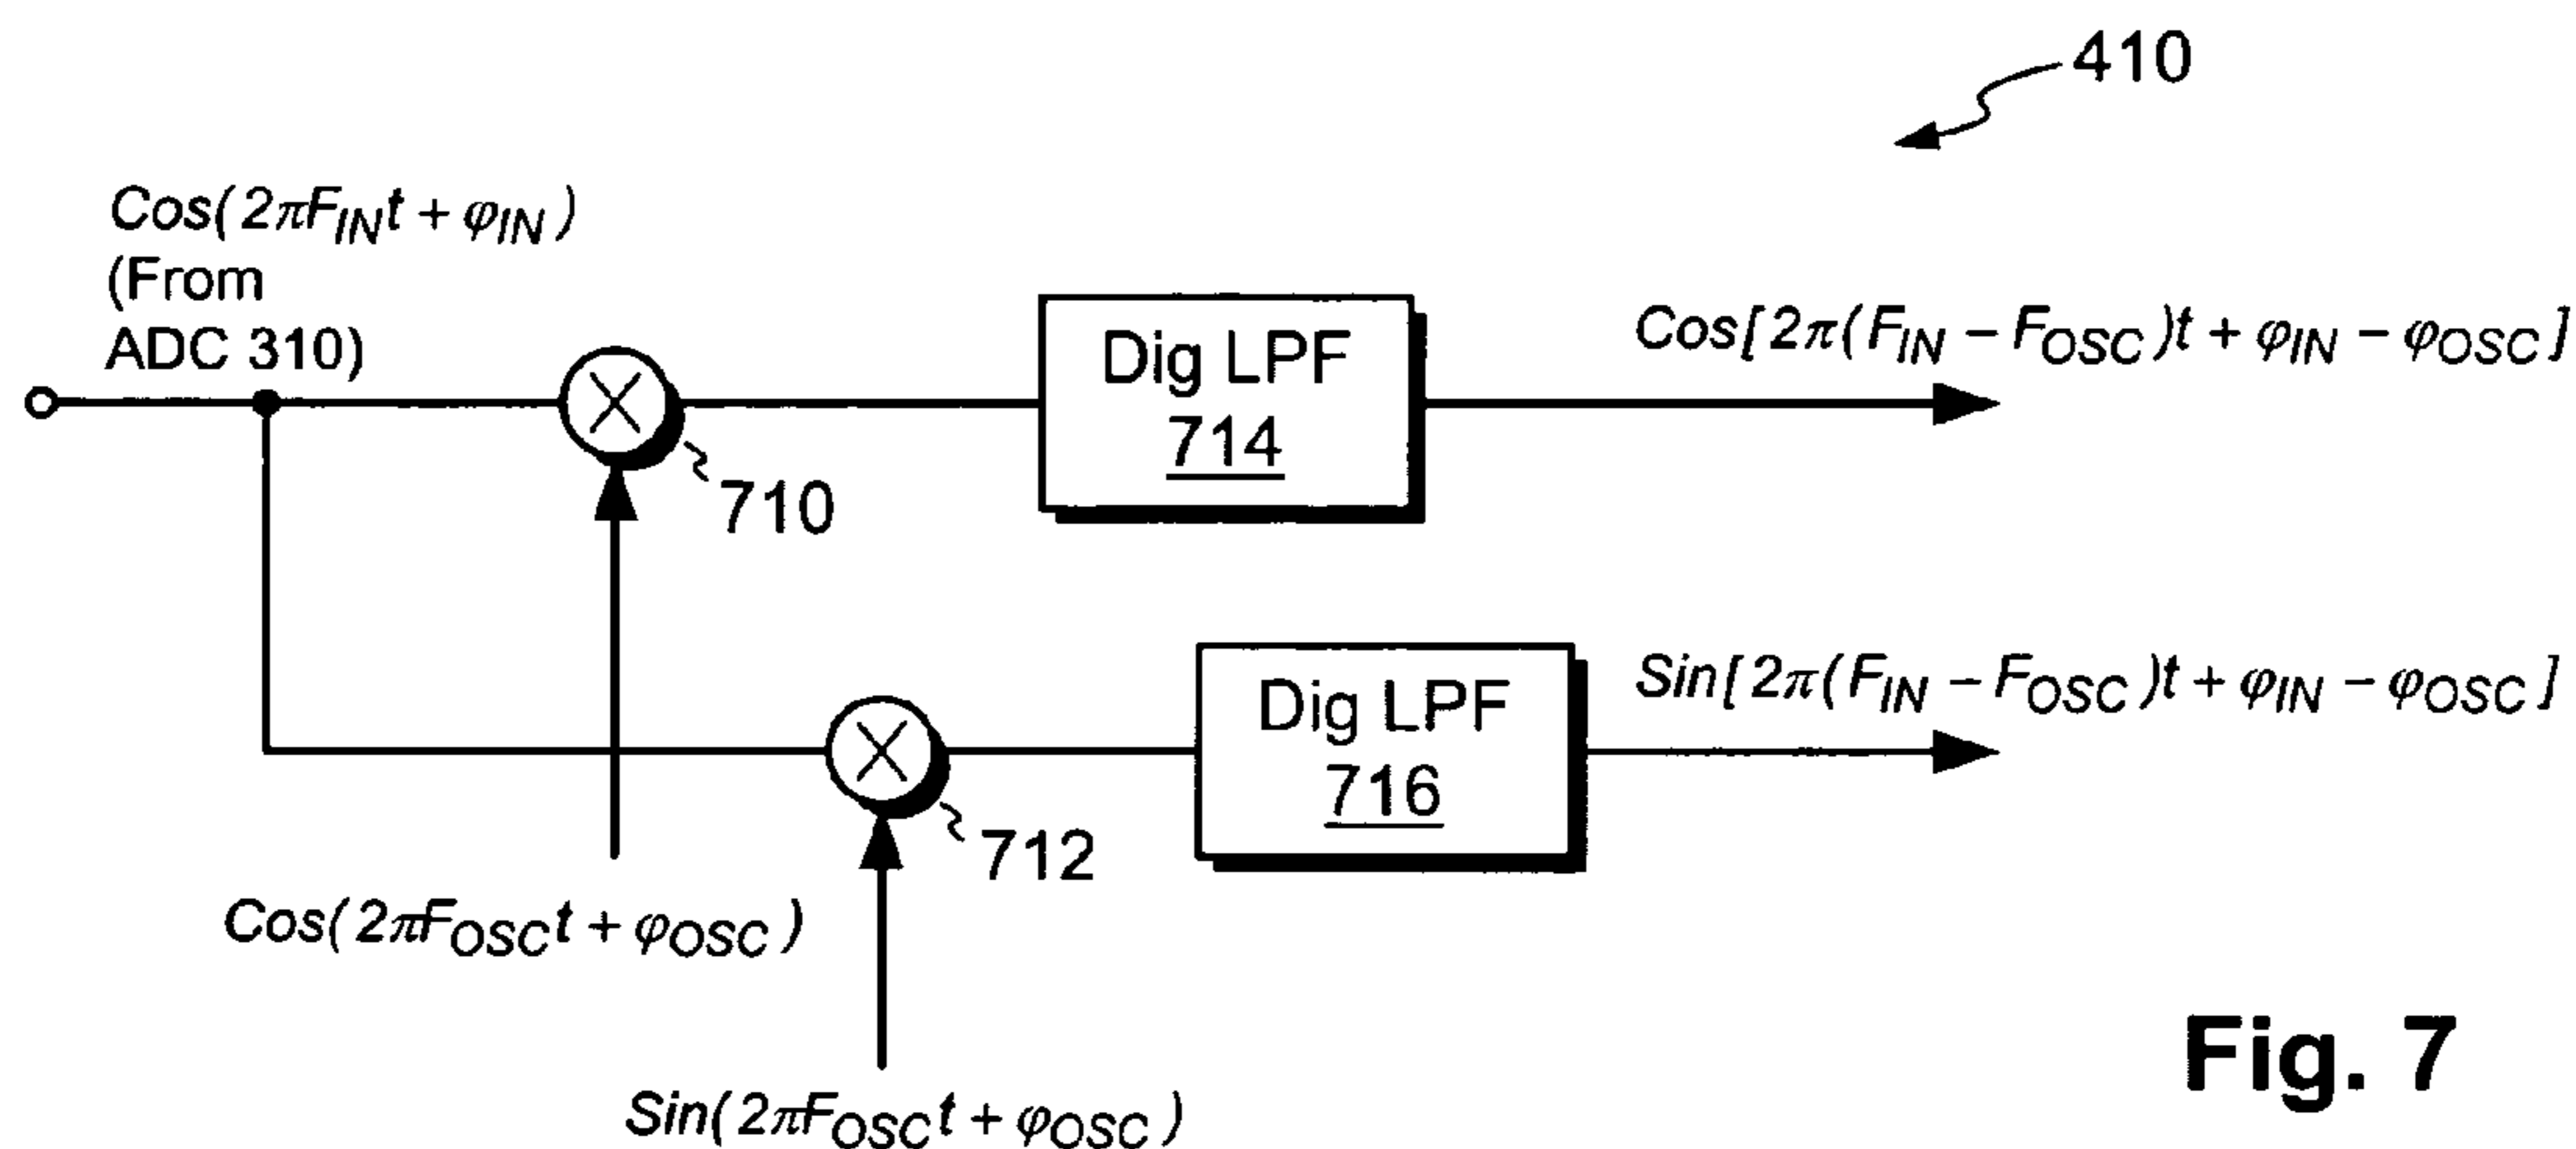 410
Cos(2πF_IN t + φ_IN)
(From
ADC 310)
Dig LPF
714
Cos[2π(F_IN − F_OSC)t + φ_IN − φ_OSC]
710
Dig LPF
716
Sin[2π(F_IN − F_OSC)t + φ_IN − φ_OSC]
712
Cos(2πF_OSC t + φ_OSC)
Sin(2πF_OSC t + φ_OSC)
Fig. 7